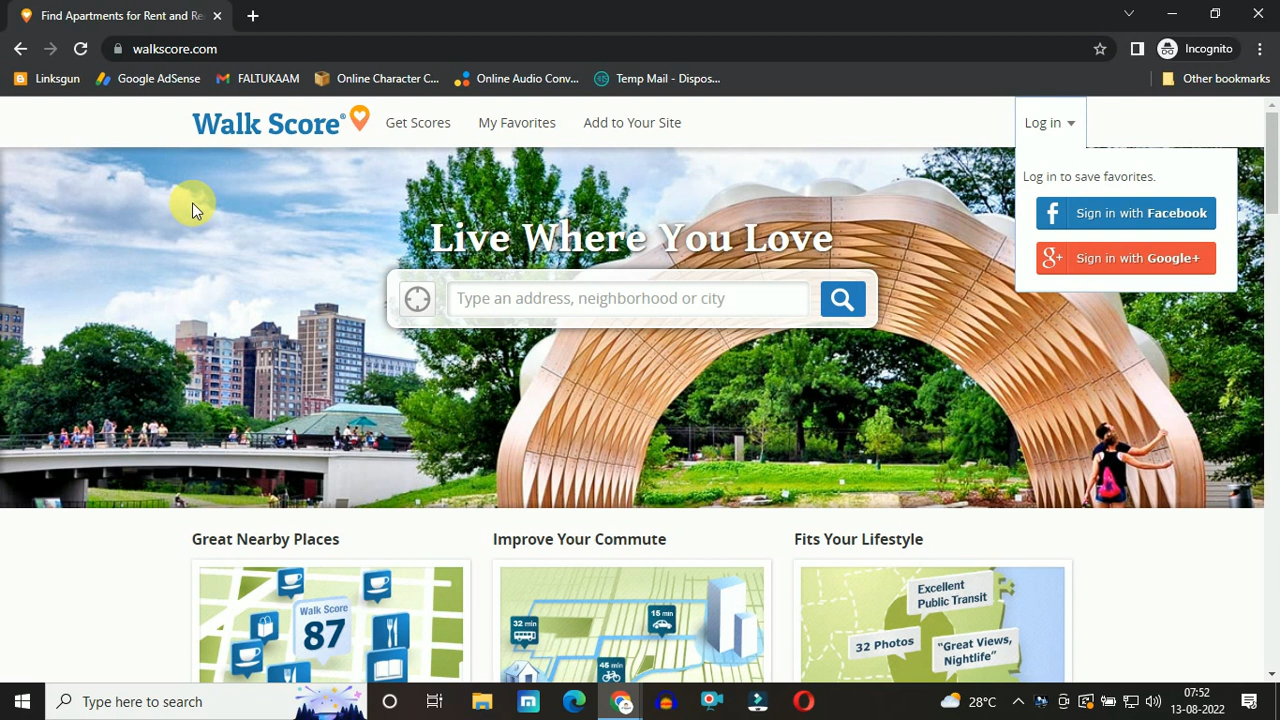 Find Apartments for Rent and Re
walkscore.com
Incognito
Linksgun
Google AdSense
FALTUKAAM
Online Character C...
Online Audio Conv...
Temp Mail - Dispos...
Other bookmarks
Walk Score®
Get Scores
My Favorites
Add to Your Site
Log in
Log in to save favorites.
Sign in with Facebook
Sign in with Google+
Live Where You Love
Type an address, neighborhood or city
Great Nearby Places
Improve Your Commute
Fits Your Lifestyle
Walk Score
87
32 min
15 min
45 min
Excellent
Public Transit
32 Photos
"Great Views,
Nightlife"
Type here to search
28°C
07:52
13-08-2022